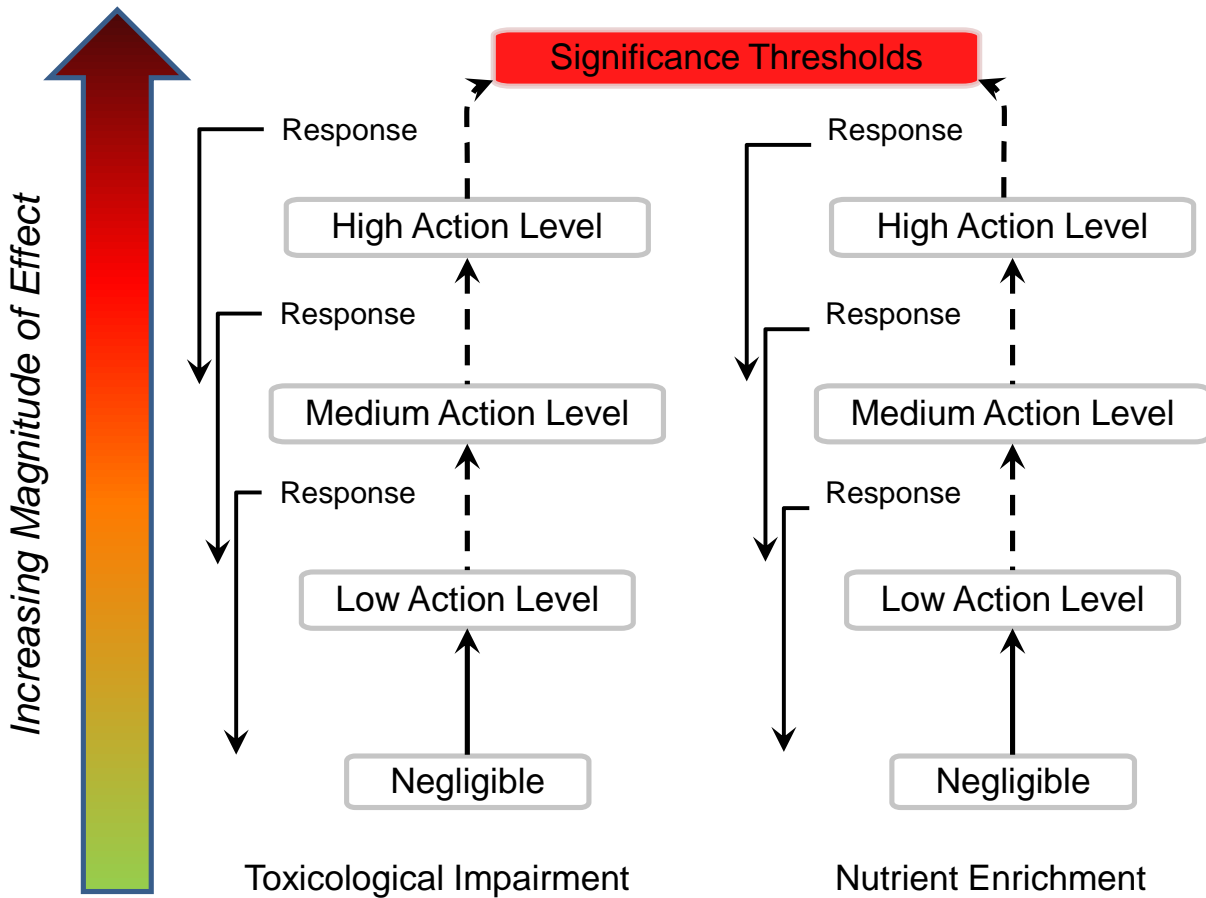 Significance Thresholds
Response
Response
High Action Level
High Action Level
Response
Response
Medium Action Level
Medium Action Level
Response
Response
Low Action Level
Low Action Level
Negligible
Negligible
Toxicological Impairment
Nutrient Enrichment
Increasing Magnitude of Effect